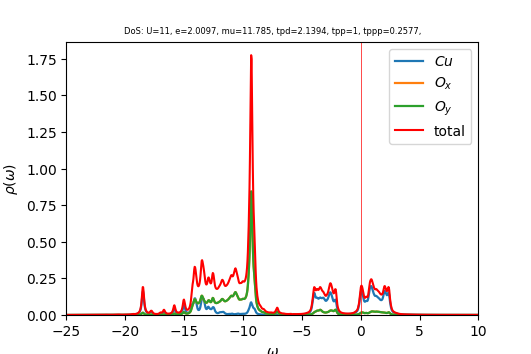 DoS: U=11, e=2.0097, mu=11.785, tpd=2.1394, tpp=1, tppp=0.2577,
ρ(ω)
1.75
1.50
1.25
1.00
0.75
0.50
0.25
0.00
−25 −20 −15 −10 −5 0 5 10
ω
Cu
O_x
O_y
total